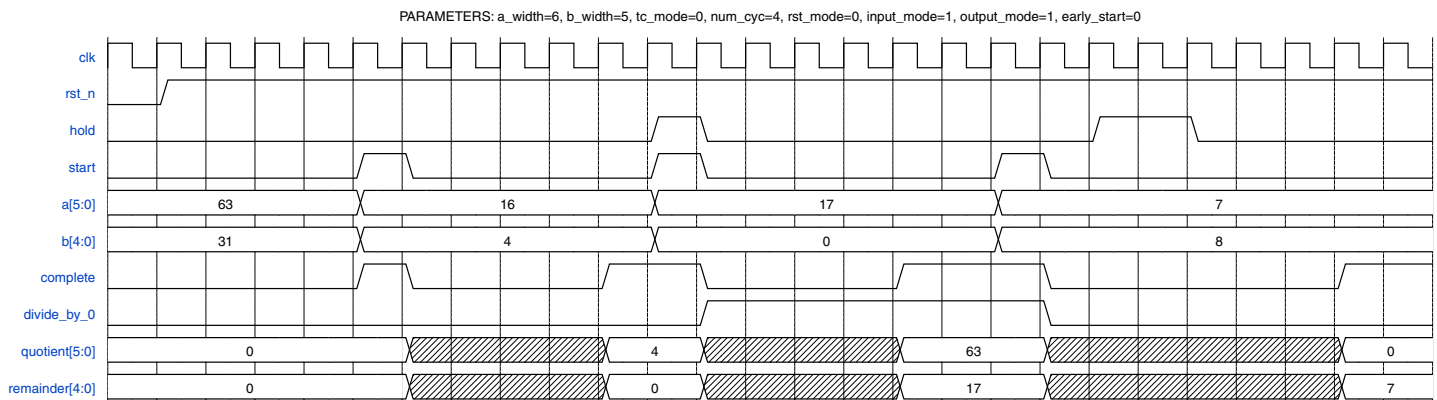 PARAMETERS: a_width=6, b_width=5, tc_mode=0, num_cyc=4, rst_mode=0, input_mode=1, output_mode=1, early_start=0
clk
rst_n
hold
start
a[5:0] 63 16 17 7
b[4:0] 31 4 0 8
complete
divide_by_0
quotient[5:0] 0 4 63 0
remainder[4:0] 0 0 17 7